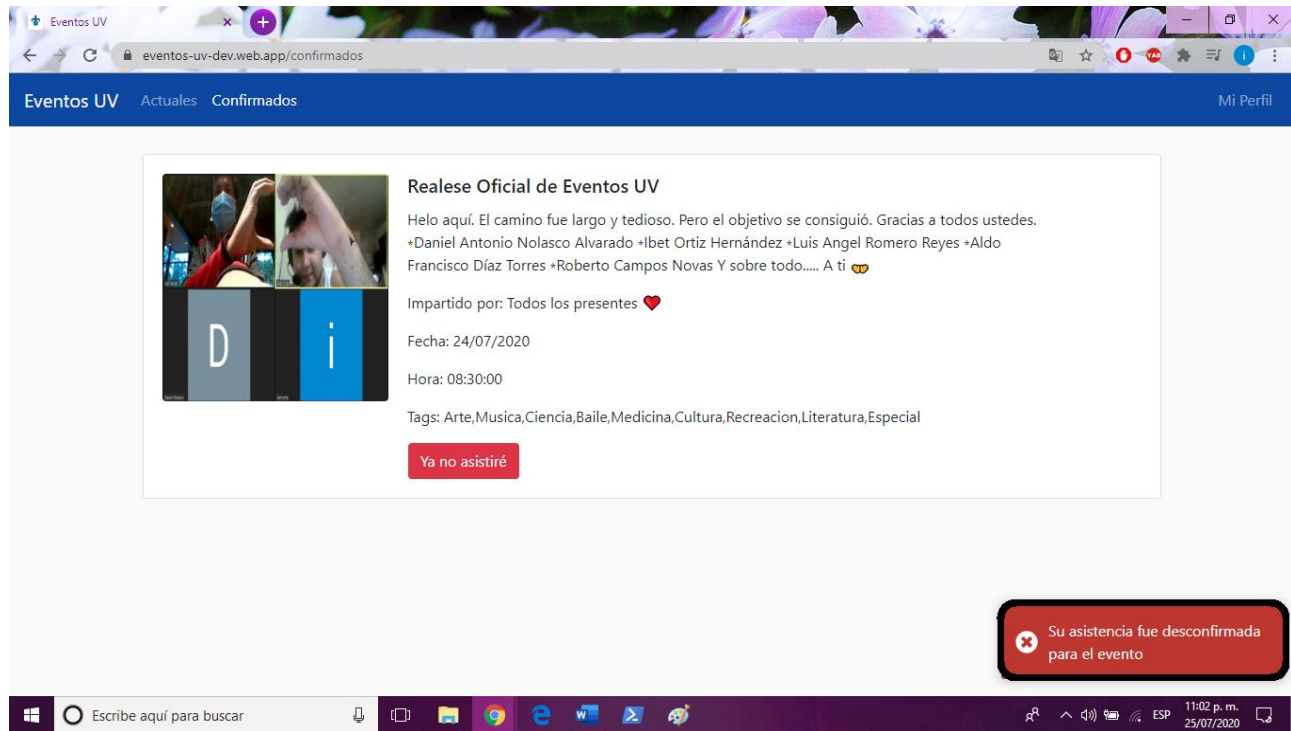 Eventos UV
eventos-uv-dev.web.app/confirmados
Eventos UV Actuales Confirmados Mi Perfil
Realese Oficial de Eventos UV
Helo aquí. El camino fue largo y tedioso. Pero el objetivo se consiguió. Gracias a todos ustedes.
*Daniel Antonio Nolasco Alvarado *Ibet Ortiz Hernández *Luis Angel Romero Reyes *Aldo
Francisco Díaz Torres *Roberto Campos Novas Y sobre todo..... A ti
Impartido por: Todos los presentes
D i
Fecha: 24/07/2020
Hora: 08:30:00
Tags: Arte,Musica,Ciencia,Baile,Medicina,Cultura,Recreacion,Literatura,Especial
Ya no asistiré
Su asistencia fue desconfirmada
para el evento
Escribe aquí para buscar
ESP
11:02 p. m.
25/07/2020